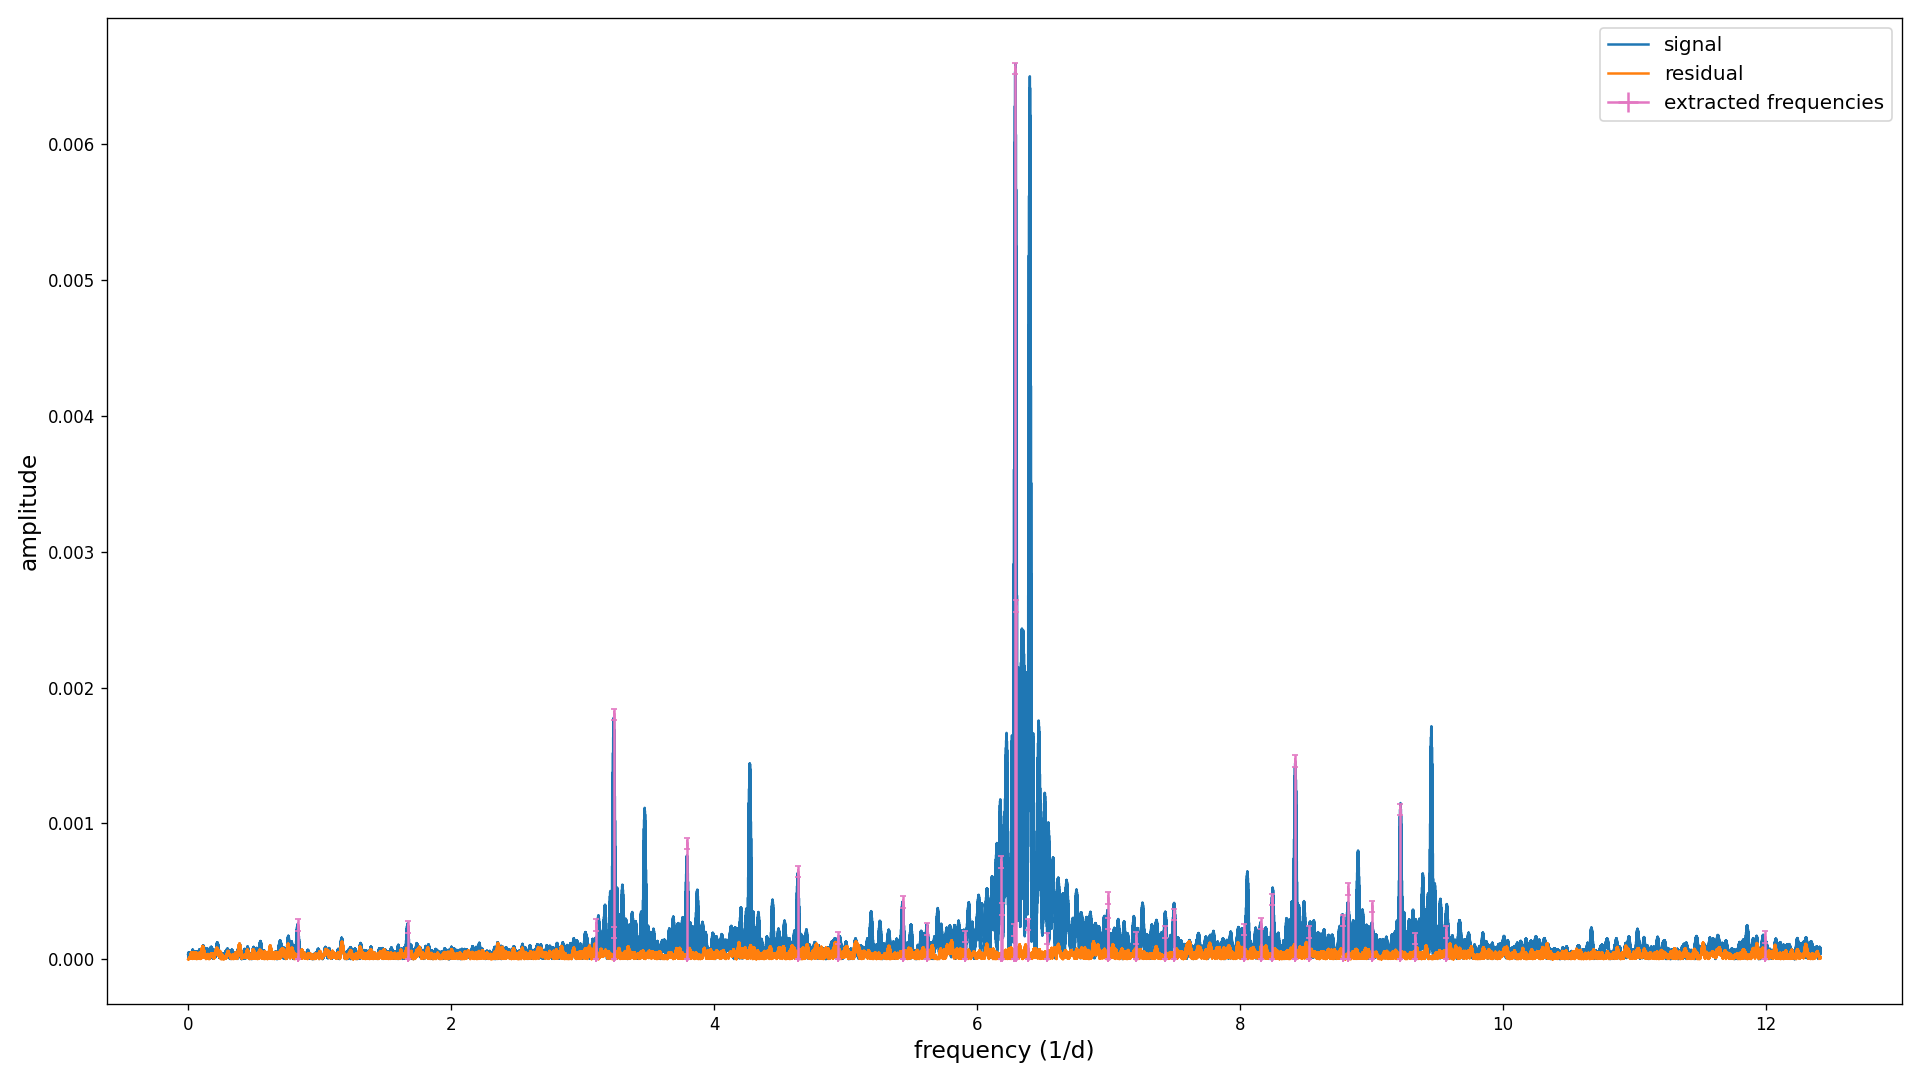 signal
residual
extracted frequencies
0.006
0.005
0.004
0.003
0.002
0.001
0.000
amplitude
0 2 4 6 8 10 12
frequency (1/d)